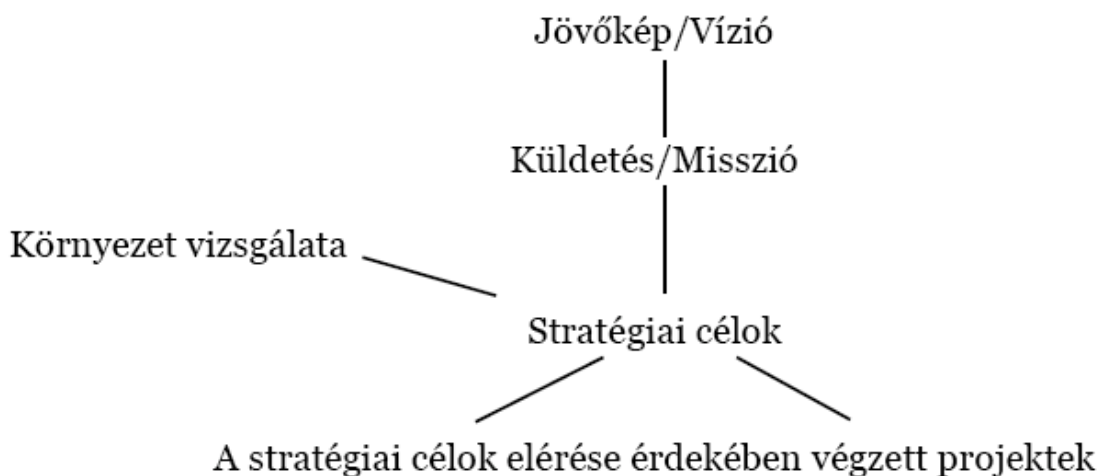 Jövőkép/Vízió
Küldetés/Misszió
Környezet vizsgálata
Stratégiai célok
A stratégiai célok elérése érdekében végzett projektek